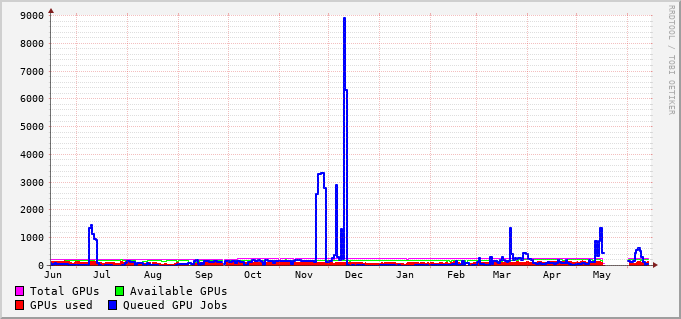 9000
8000
7000
6000
5000
4000
3000
2000
1000
0
Jun Jul Aug Sep Oct Nov Dec Jan Feb Mar Apr May
Total GPUs Available GPUs
GPUs used Queued GPU Jobs
RRDTOOL / TOBI OETIKER